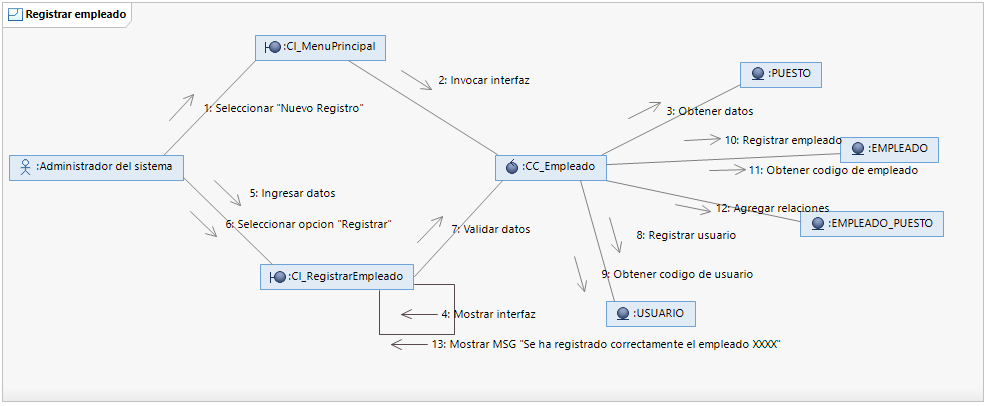 Registrar empleado
:CI_MenuPrincipal
2: Invocar interfaz
:PUESTO
1: Seleccionar "Nuevo Registro"
3: Obtener datos
10: Registrar empleado
:EMPLEADO
:Administrador del sistema
:CC_Empleado
11: Obtener codigo de empleado
5: Ingresar datos
12: Agregar relaciones
6: Seleccionar opcion "Registrar"
7: Validar datos
8: Registrar usuario
:EMPLEADO_PUESTO
:CI_RegistrarEmpleado
9: Obtener codigo de usuario
4: Mostrar interfaz
:USUARIO
13: Mostrar MSG "Se ha registrado correctamente el empleado XXXX"